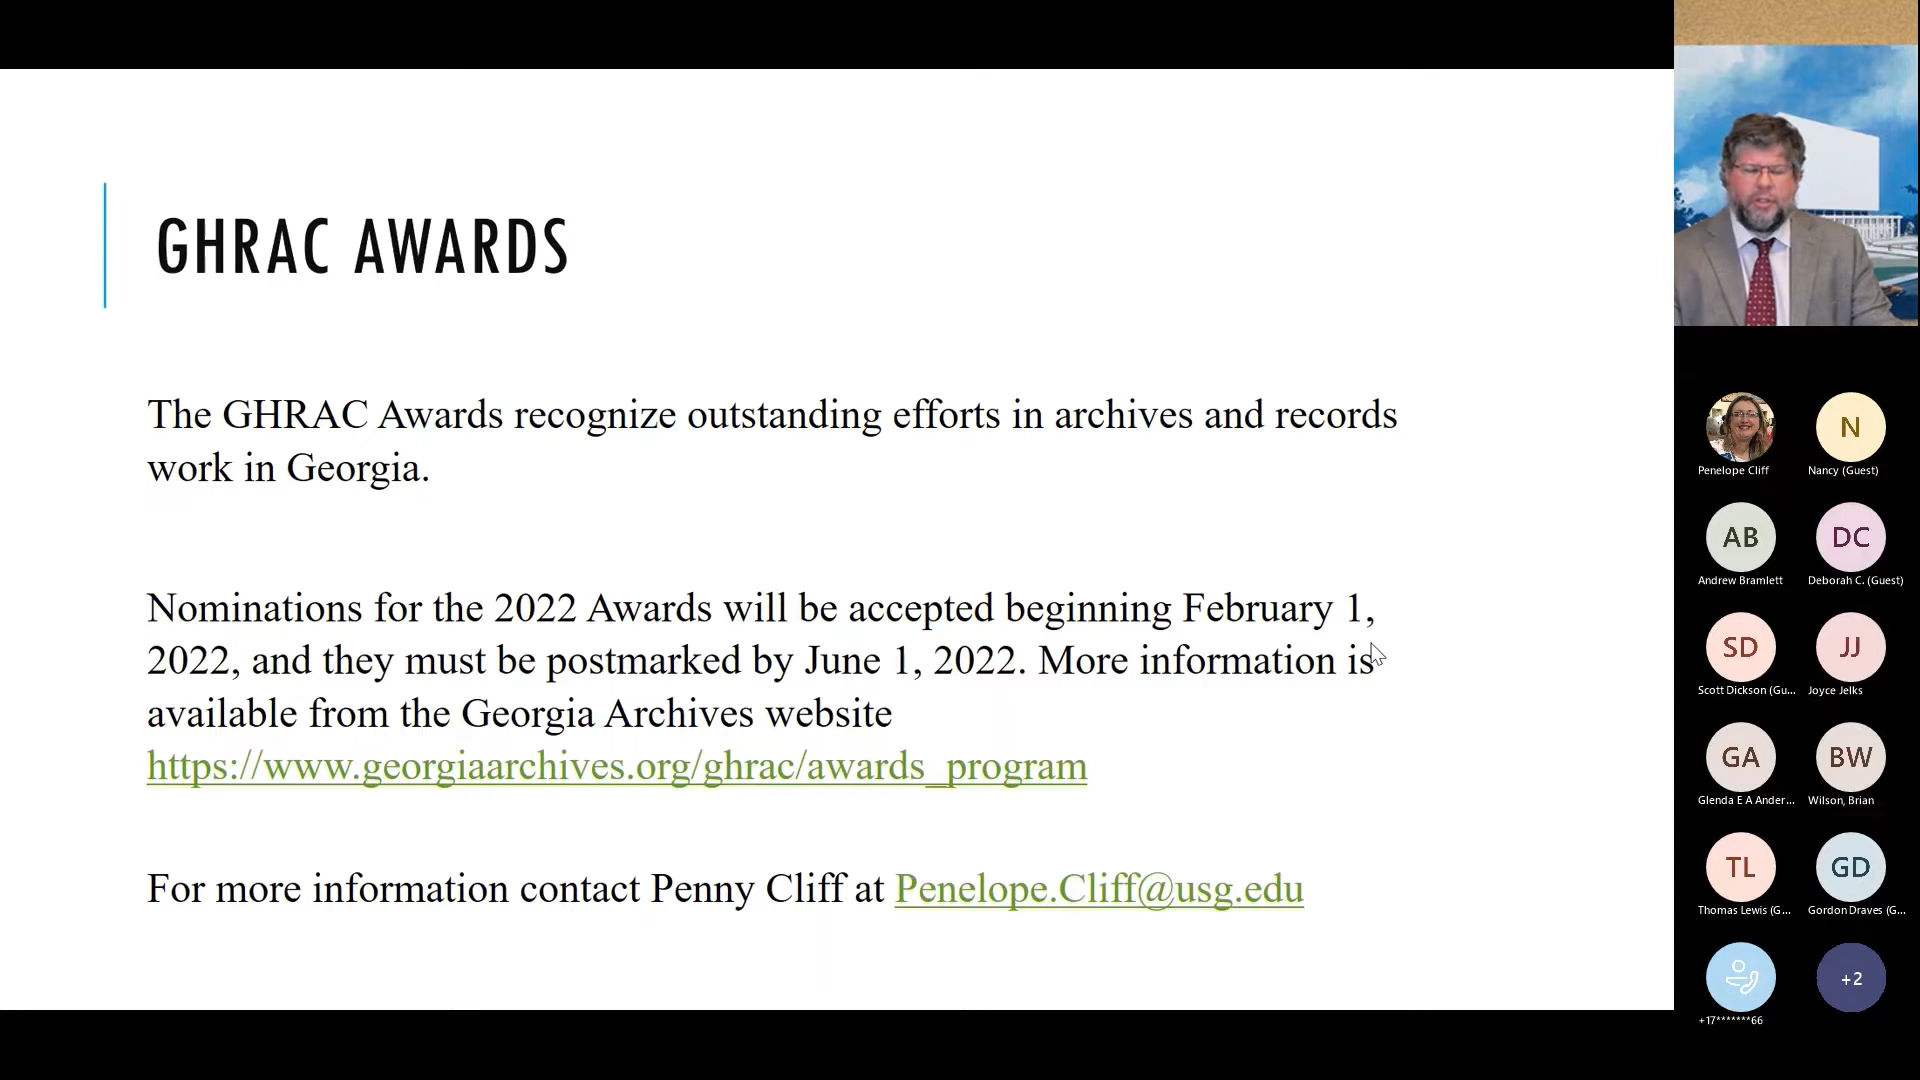 GHRAC AWARDS
The GHRAC Awards recognize outstanding efforts in archives and records
work in Georgia.
Nominations for the 2022 Awards will be accepted beginning February 1,
2022, and they must be postmarked by June 1, 2022. More information is
available from the Georgia Archives website
https://www.georgiaarchives.org/ghrac/awards_program
For more information contact Penny Cliff at Penelope.Cliff@usg.edu
Penelope Cliff
N
Nancy (Guest)
AB
Andrew Bramlett
DC
Deborah C. (Guest)
SD
Scott Dickson (Gu...
JJ
Joyce Jelks
GA
Glenda E A Ander...
BW
Wilson, Brian
TL
Thomas Lewis (G...
GD
Gordon Draves (G...
+17*******66
+2